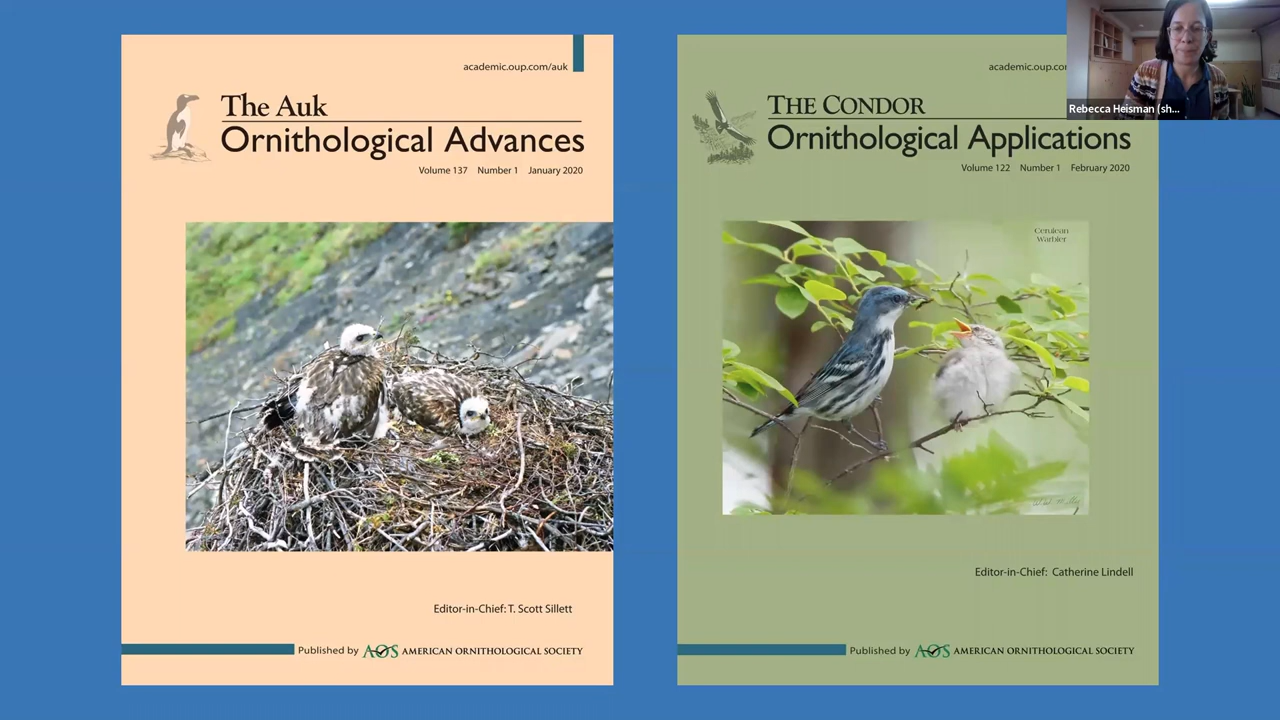 academic.oup.com/auk
The Auk
Ornithological Advances
Volume 137 Number 1 January 2020
Editor-in-Chief: T. Scott Sillett
Published by AOS AMERICAN ORNITHOLOGICAL SOCIETY
academic.oup.co
THE CONDOR
Ornithological Applications
Volume 122 Number 1 February 2020
Cerulean
Warbler
Editor-in-Chief: Catherine Lindell
Published by AOS AMERICAN ORNITHOLOGICAL SOCIETY
Rebecca Heisman (sh...